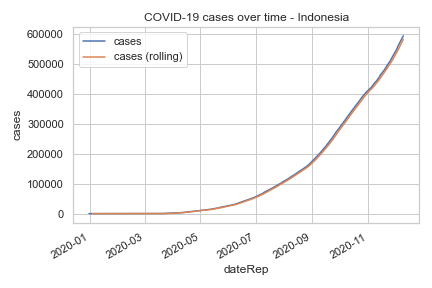 COVID-19 cases over time - Indonesia
cases
cases (rolling)
600000
500000
400000
300000
200000
100000
0
cases
2020-01
2020-03
2020-05
2020-07
2020-09
2020-11
dateRep